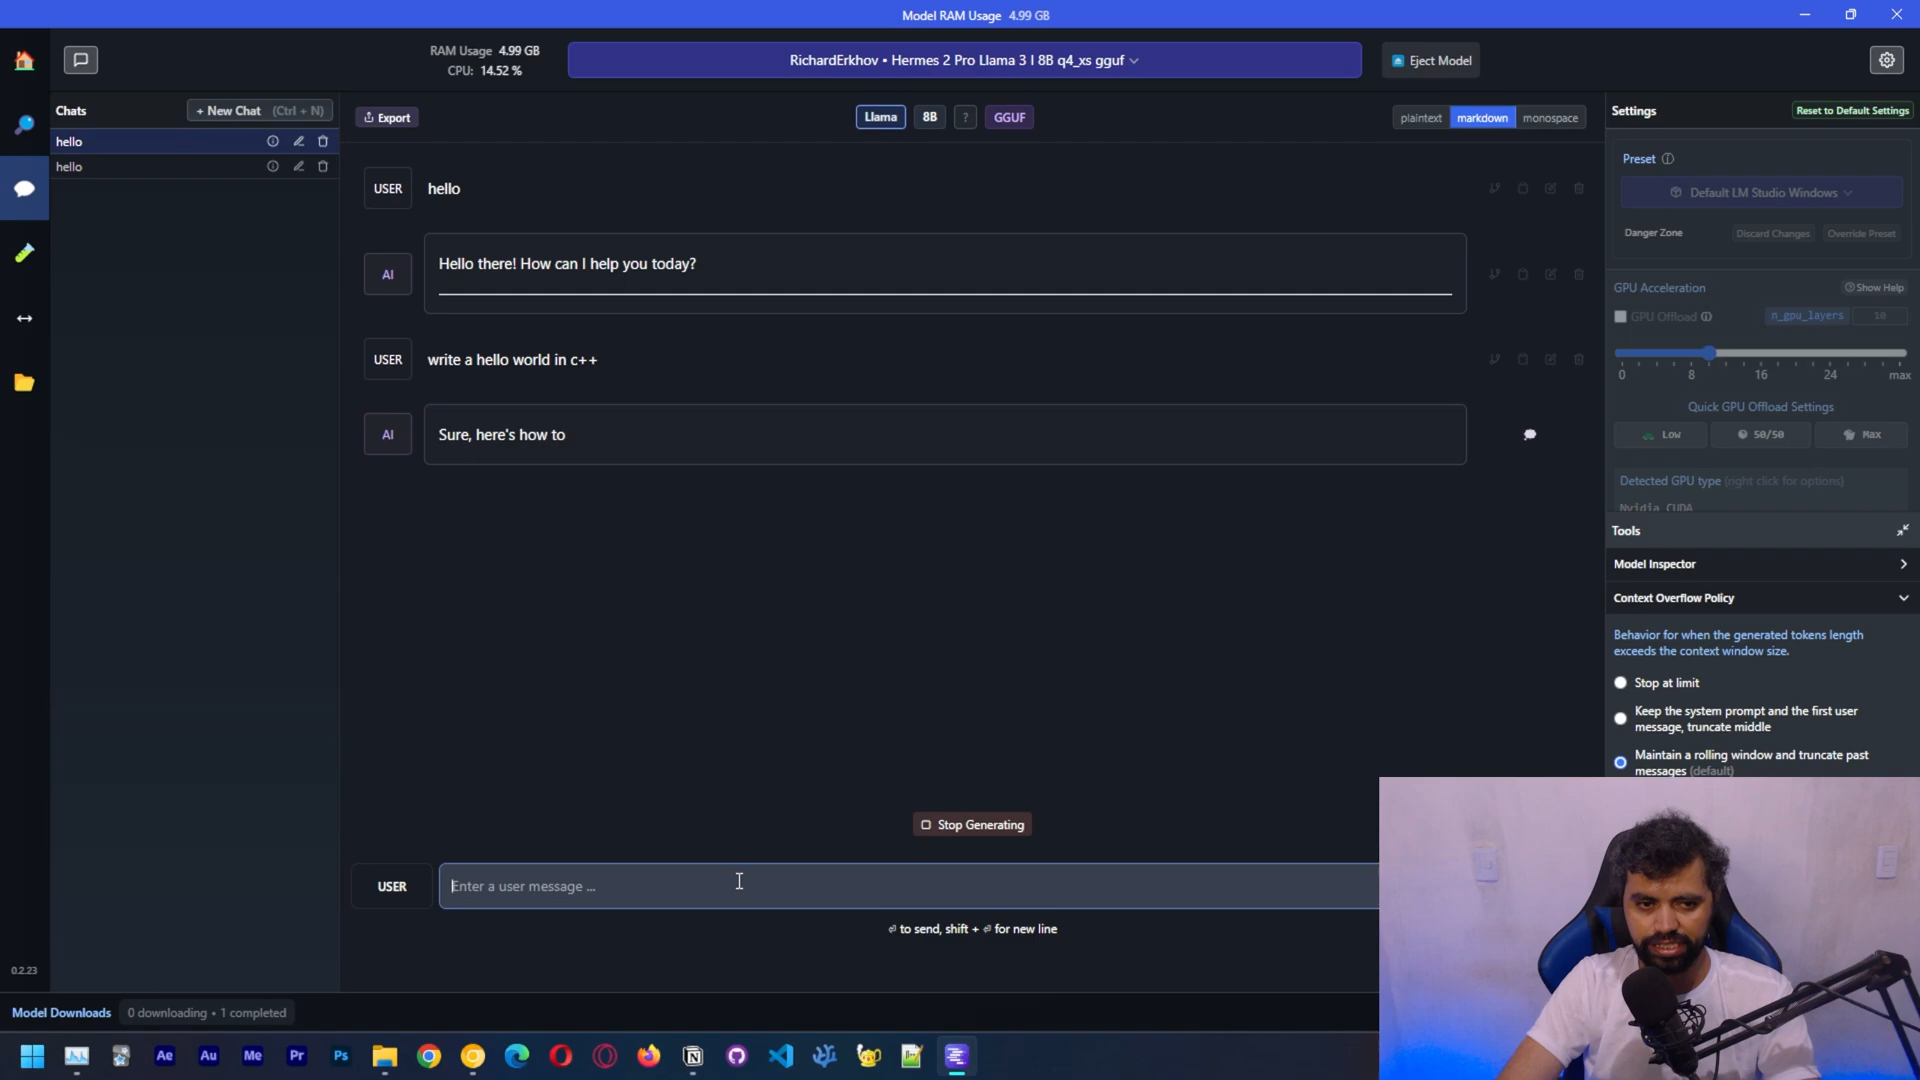 Model RAM Usage 4.99 GB
RAM Usage 4.99 GB
CPU: 14.52 %
RichardErkhov • Hermes 2 Pro Llama 3 I 8B q4_xs gguf
Eject Model
Chats
+ New Chat (Ctrl + N)
Export
Llama
8B
?
GGUF
plaintext
markdown
monospace
Settings
Reset to Default Settings
hello
hello
USER
hello
AI
Hello there! How can I help you today?
USER
write a hello world in c++
AI
Sure, here's how to
Preset
Default LM Studio Windows
Danger Zone
Discard Changes
Override Preset
GPU Acceleration
Show Help
GPU Offload
n_gpu_layers
10
0 8 16 24 max
Quick GPU Offload Settings
Low
50/50
Max
Detected GPU type (right click for options)
Nvidia CUDA
Tools
Model Inspector
Context Overflow Policy
Behavior for when the generated tokens length
exceeds the context window size.
Stop at limit
Keep the system prompt and the first user
message, truncate middle
Maintain a rolling window and truncate past
messages (default)
Stop Generating
USER
Enter a user message ...
⏎ to send, shift + ⏎ for new line
0.2.23
Model Downloads
0 downloading • 1 completed
Ae
Au
Me
Pr
Ps